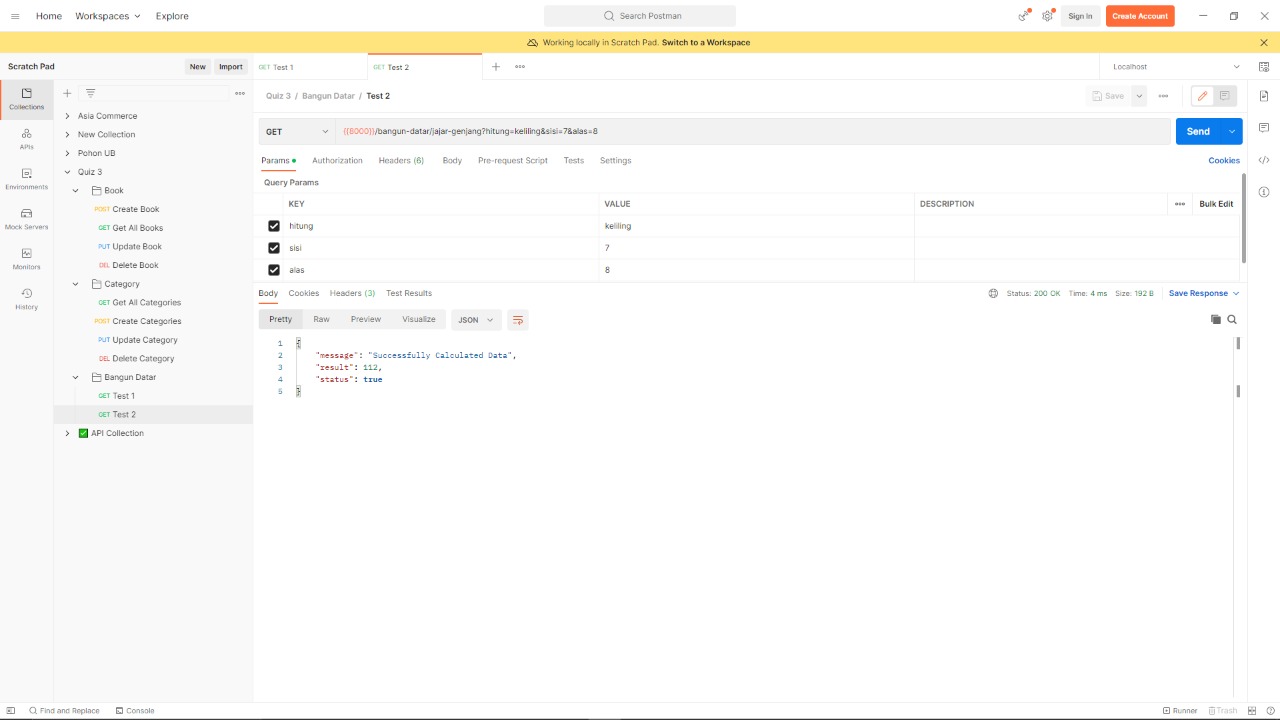 Home Workspaces Explore Search Postman Sign In Create Account
Working locally in Scratch Pad. Switch to a Workspace
Scratch Pad New Import GET Test 1 GET Test 2 Localhost
Collections
APIs
Environments
Mock Servers
Monitors
History
Asia Commerce
New Collection
Pohon UB
Quiz 3
Book
POST Create Book
GET Get All Books
PUT Update Book
DEL Delete Book
Category
GET Get All Categories
POST Create Categories
PUT Update Category
DEL Delete Category
Bangun Datar
GET Test 1
GET Test 2
API Collection
Quiz 3 / Bangun Datar / Test 2 Save
GET {{8000}}/bangun-datar/jajar-genjang?hitung=keliling&sisi=7&alas=8 Send
Params Authorization Headers (6) Body Pre-request Script Tests Settings Cookies
Query Params
KEY VALUE DESCRIPTION Bulk Edit
hitung keliling
sisi 7
alas 8
Body Cookies Headers (3) Test Results Status: 200 OK Time: 4 ms Size: 192 B Save Response
Pretty Raw Preview Visualize JSON
1 {
2 "message": "Successfully Calculated Data",
3 "result": 112,
4 "status": true
5 }
Find and Replace Console Runner Trash